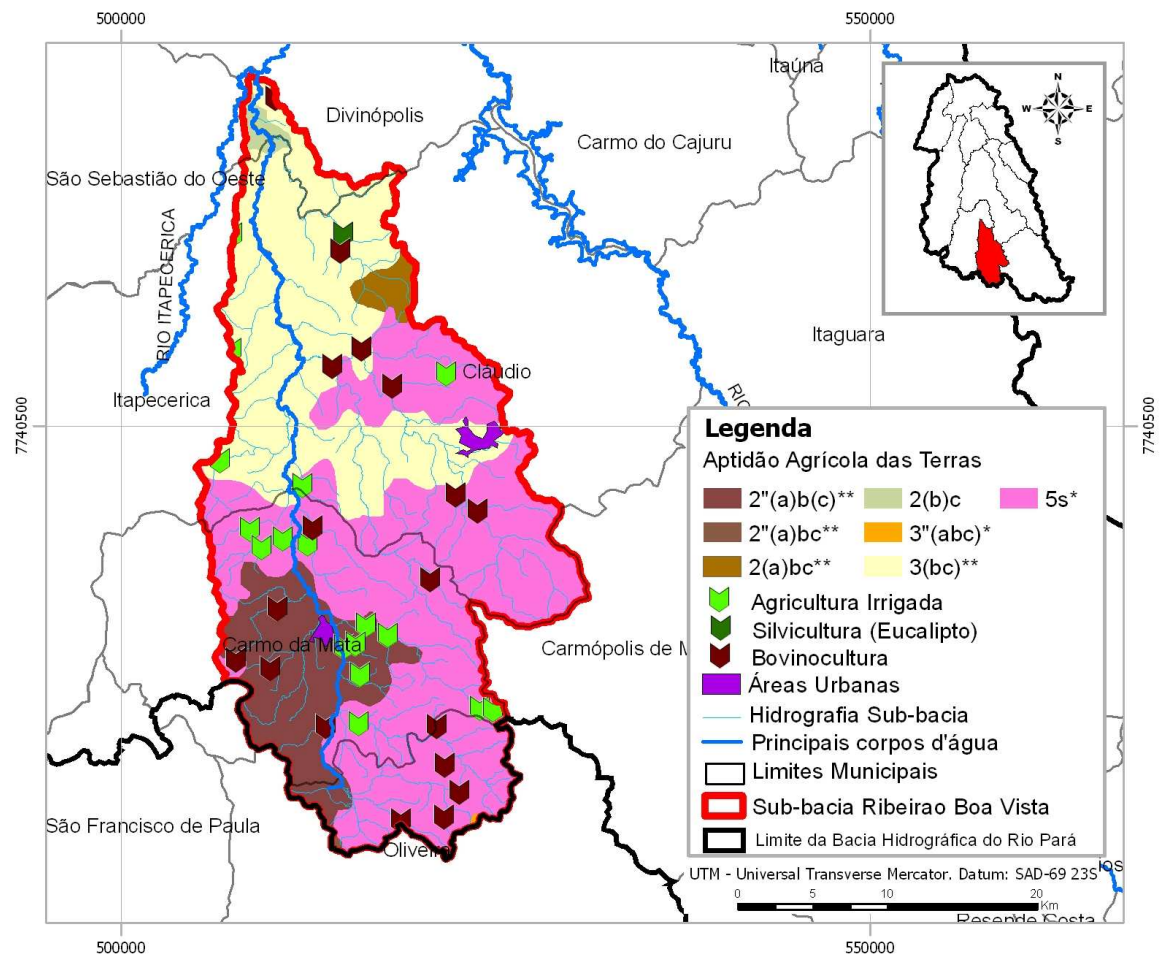 500000
550000
Itaúna
Divinópolis
Carmo do Cajuru
N
W
E
S
São Sebastião do Oeste
RIO ITAPECERICA
Itaguara
Cláudio
Itapecerica
RIO
7740500
7740500
Legenda
Aptidão Agrícola das Terras
2"(a)b(c)**
2(b)c
5s*
2"(a)bc**
3"(abc)*
2(a)bc**
3(bc)**
Agricultura Irrigada
Silvicultura (Eucalipto)
Bovinocultura
Áreas Urbanas
Hidrografia Sub-bacia
Principais corpos d'água
Limites Municipais
Sub-bacia Ribeirao Boa Vista
Limite da Bacia Hidrográfica do Rio Pará
Carmo da Mata
Carmópolis de M
São Francisco de Paula
Oliveira
ios
UTM - Universal Transverse Mercator. Datum: SAD-69 23S
0
5
10
20
Km
Resende Costa
500000
550000